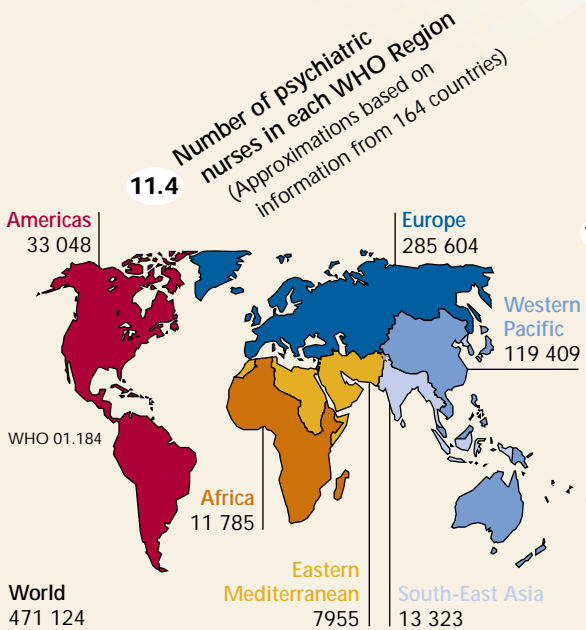 11.4
Number of psychiatric
nurses in each WHO Region
(Approximations based on
information from 164 countries)
Americas
33 048
Europe
285 604
Western
Pacific
119 409
WHO 01.184
Africa
11 785
Eastern
Mediterranean
7955
South-East Asia
13 323
World
471 124